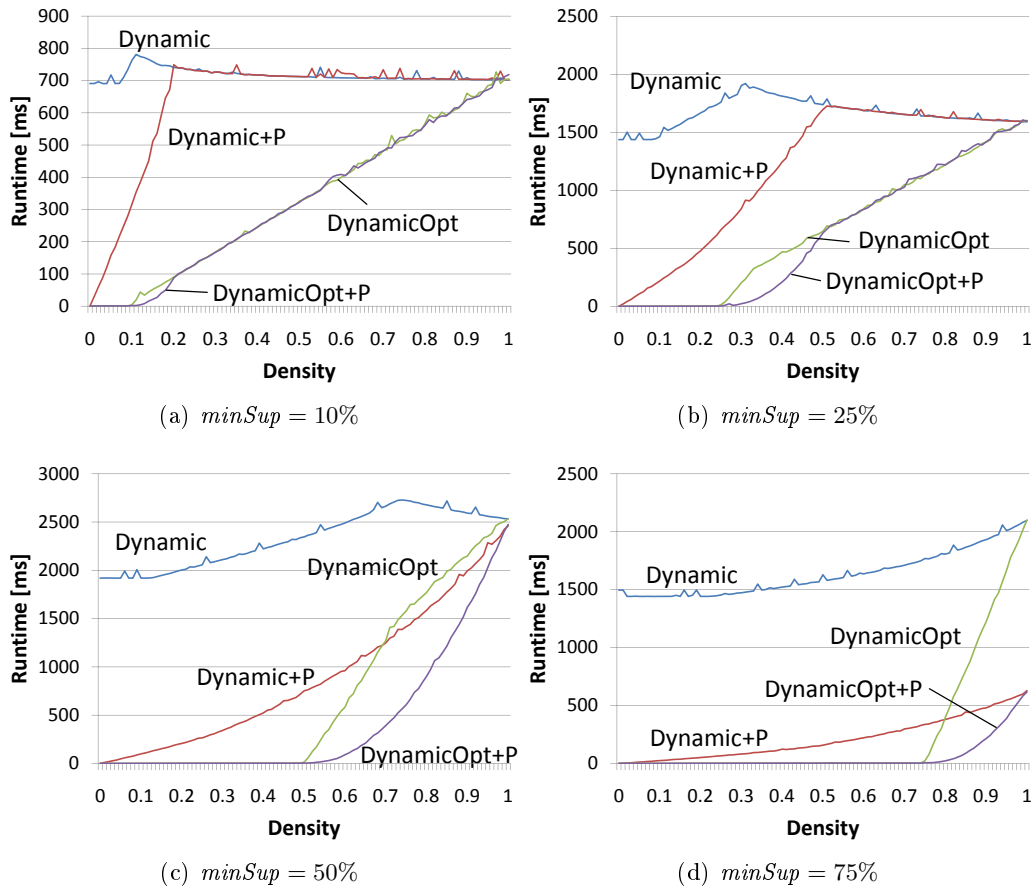 900
800
700
600
500
400
300
200
100
0
Runtime [ms]
Dynamic
Dynamic+P
DynamicOpt
DynamicOpt+P
0 0.1 0.2 0.3 0.4 0.5 0.6 0.7 0.8 0.9 1
Density
(a) minSup = 10%
2500
2000
1500
1000
500
0
Runtime [ms]
Dynamic
Dynamic+P
DynamicOpt
DynamicOpt+P
0 0.1 0.2 0.3 0.4 0.5 0.6 0.7 0.8 0.9 1
Density
(b) minSup = 25%
3000
2500
2000
1500
1000
500
0
Runtime [ms]
Dynamic
DynamicOpt
Dynamic+P
DynamicOpt+P
0 0.1 0.2 0.3 0.4 0.5 0.6 0.7 0.8 0.9 1
Density
(c) minSup = 50%
2500
2000
1500
1000
500
0
Runtime [ms]
Dynamic
DynamicOpt
DynamicOpt+P
Dynamic+P
0 0.1 0.2 0.3 0.4 0.5 0.6 0.7 0.8 0.9 1
Density
(d) minSup = 75%